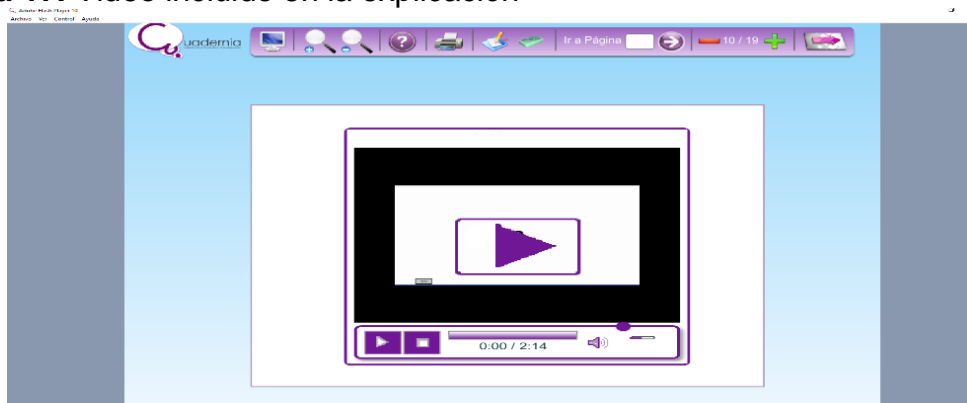 Video incluido en la explicación
Adobe Flash Player 10
Archivo Ver Control Ayuda
Cuadernia
Ir a Página
10 / 19
0:00 / 2:14